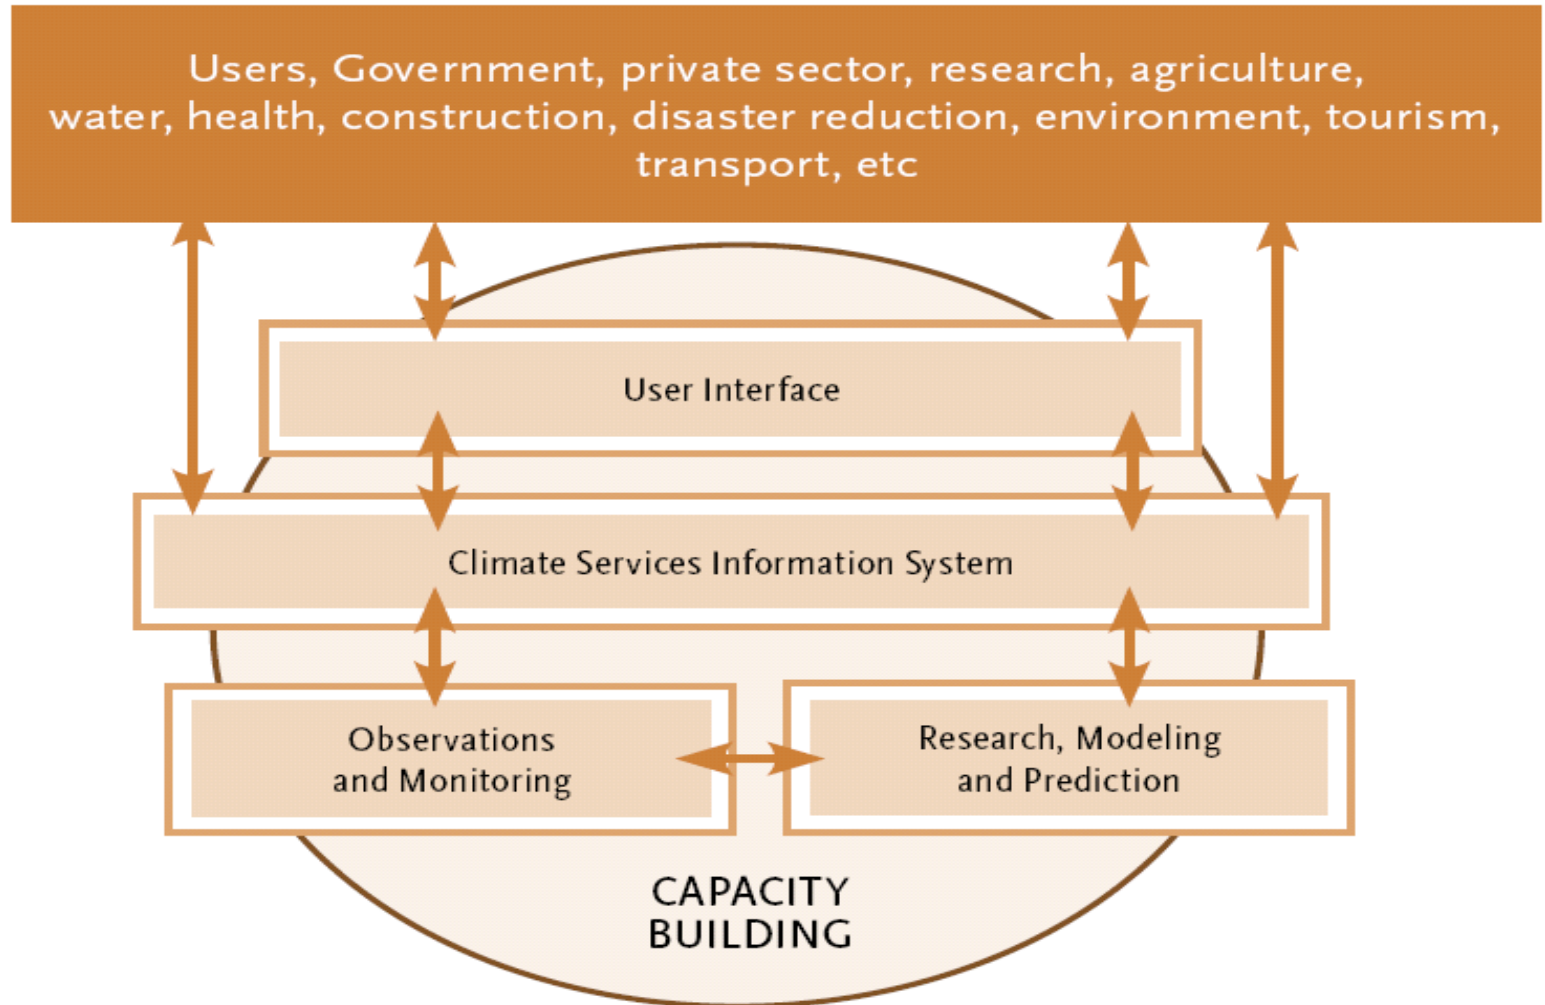 Users, Government, private sector, research, agriculture,
water, health, construction, disaster reduction, environment, tourism,
transport, etc
User Interface
Climate Services Information System
Observations
and Monitoring
Research, Modeling
and Prediction
CAPACITY
BUILDING